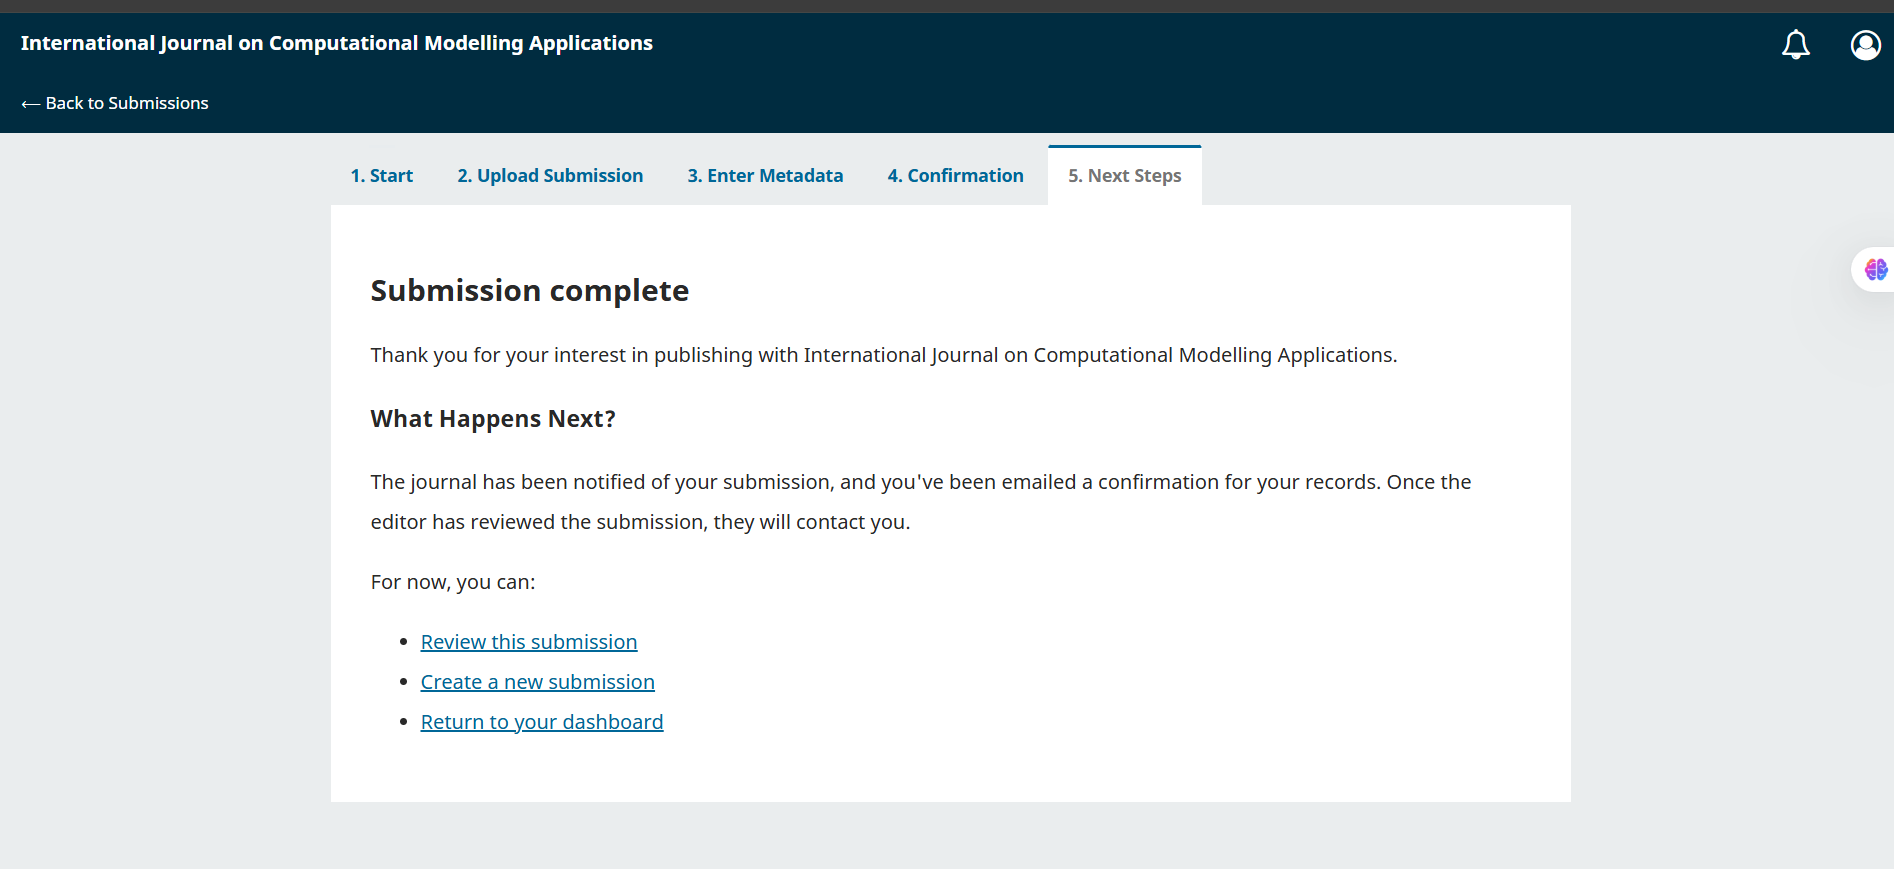 International Journal on Computational Modelling Applications
← Back to Submissions
1. Start 2. Upload Submission 3. Enter Metadata 4. Confirmation 5. Next Steps
Submission complete
Thank you for your interest in publishing with International Journal on Computational Modelling Applications.
What Happens Next?
The journal has been notified of your submission, and you've been emailed a confirmation for your records. Once the
editor has reviewed the submission, they will contact you.
For now, you can:
• Review this submission
• Create a new submission
• Return to your dashboard